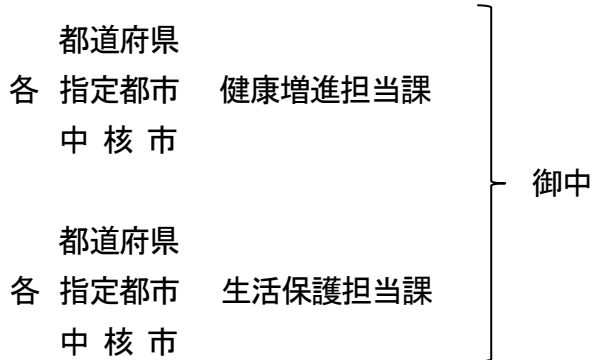 都道府県
各 指定都市 健康増進担当課
中 核 市
御中
都道府県
各 指定都市 生活保護担当課
中 核 市